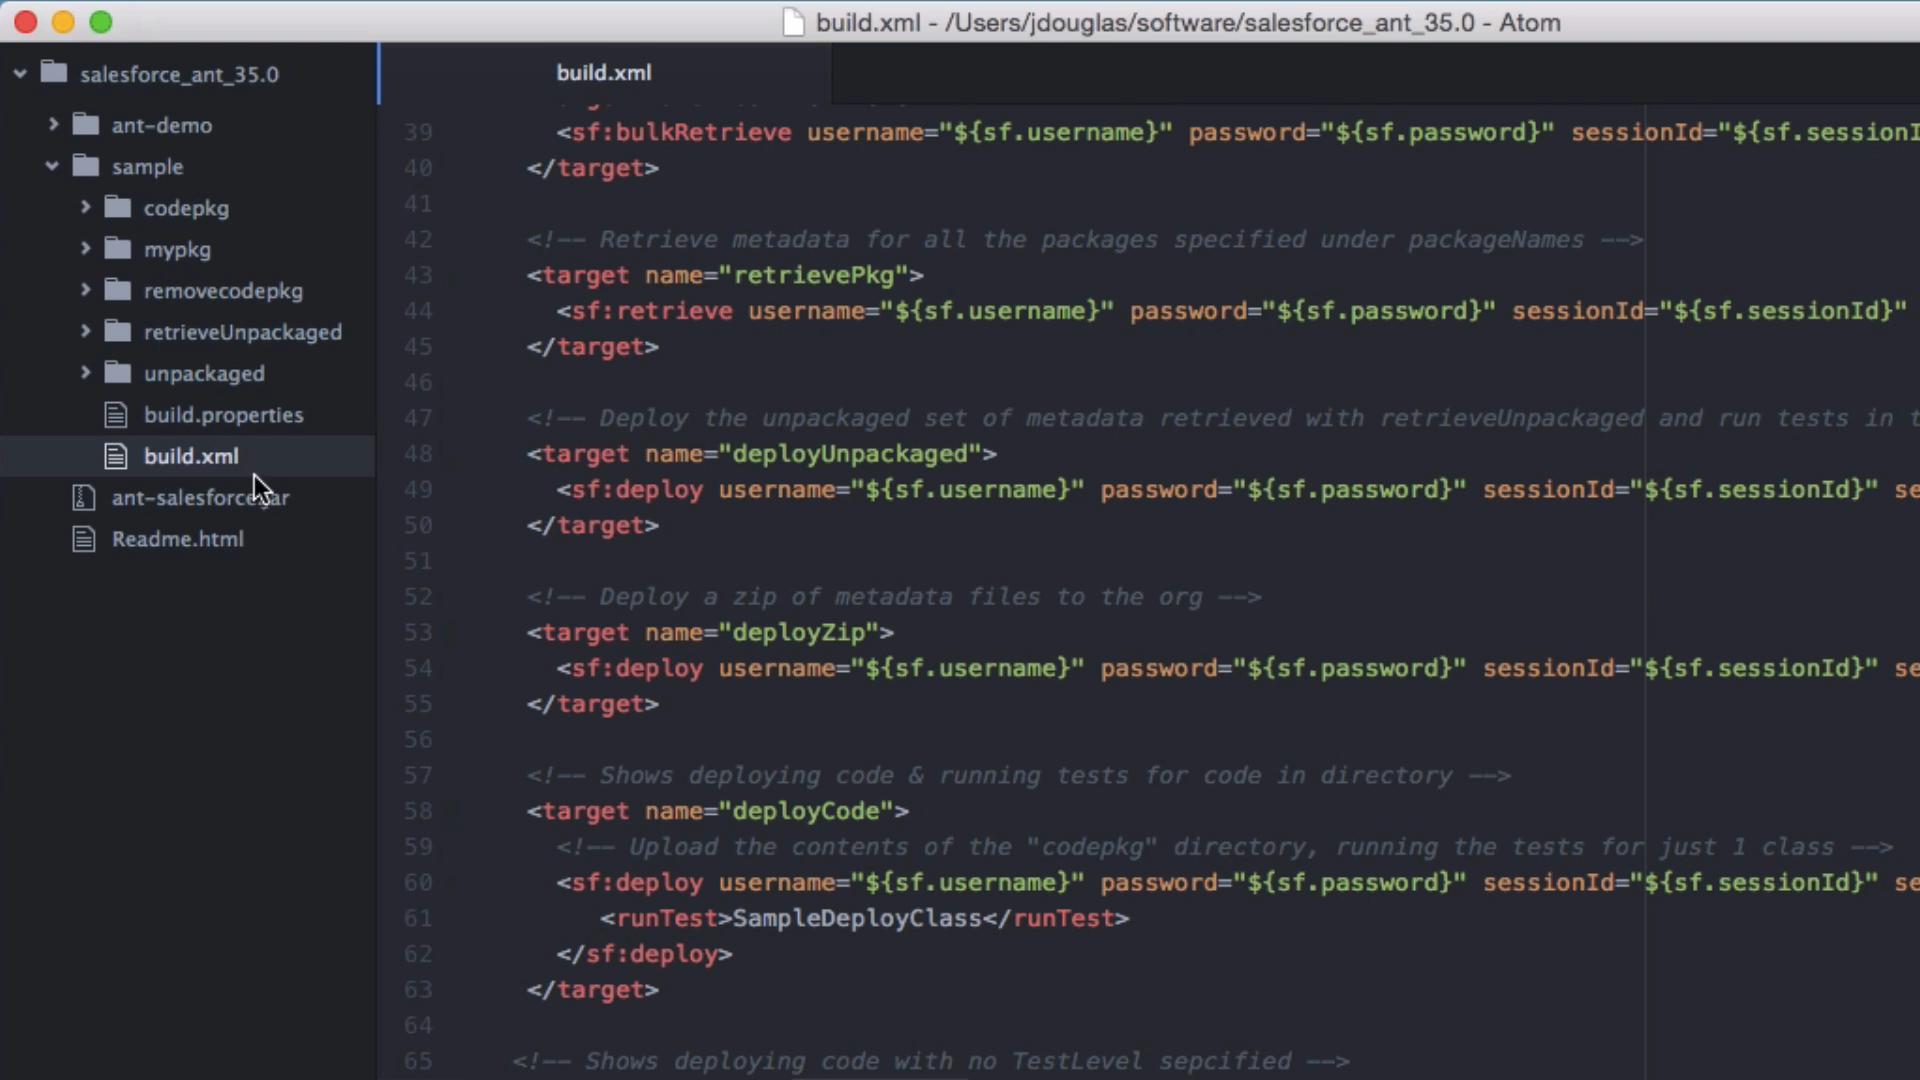 build.xml - /Users/jdouglas/software/salesforce_ant_35.0 - Atom
salesforce_ant_35.0
ant-demo
sample
codepkg
mypkg
removecodepkg
retrieveUnpackaged
unpackaged
build.properties
build.xml
ant-salesforce
Readme.html
build.xml
39 <sf:bulkRetrieve username="${sf.username}" password="${sf.password}" sessionId="${sf.sessionI
40 </target>
41
42 <!-- Retrieve metadata for all the packages specified under packageNames -->
43 <target name="retrievePkg">
44 <sf:retrieve username="${sf.username}" password="${sf.password}" sessionId="${sf.sessionId}"
45 </target>
46
47 <!-- Deploy the unpackaged set of metadata retrieved with retrieveUnpackaged and run tests in t
48 <target name="deployUnpackaged">
49 <sf:deploy username="${sf.username}" password="${sf.password}" sessionId="${sf.sessionId}" se
50 </target>
51
52 <!-- Deploy a zip of metadata files to the org -->
53 <target name="deployZip">
54 <sf:deploy username="${sf.username}" password="${sf.password}" sessionId="${sf.sessionId}" se
55 </target>
56
57 <!-- Shows deploying code & running tests for code in directory -->
58 <target name="deployCode">
59 <!-- Upload the contents of the "codepkg" directory, running the tests for just 1 class -->
60 <sf:deploy username="${sf.username}" password="${sf.password}" sessionId="${sf.sessionId}" se
61 <runTest>SampleDeployClass</runTest>
62 </sf:deploy>
63 </target>
64
65 <!-- Shows deploying code with no TestLevel sepcified -->